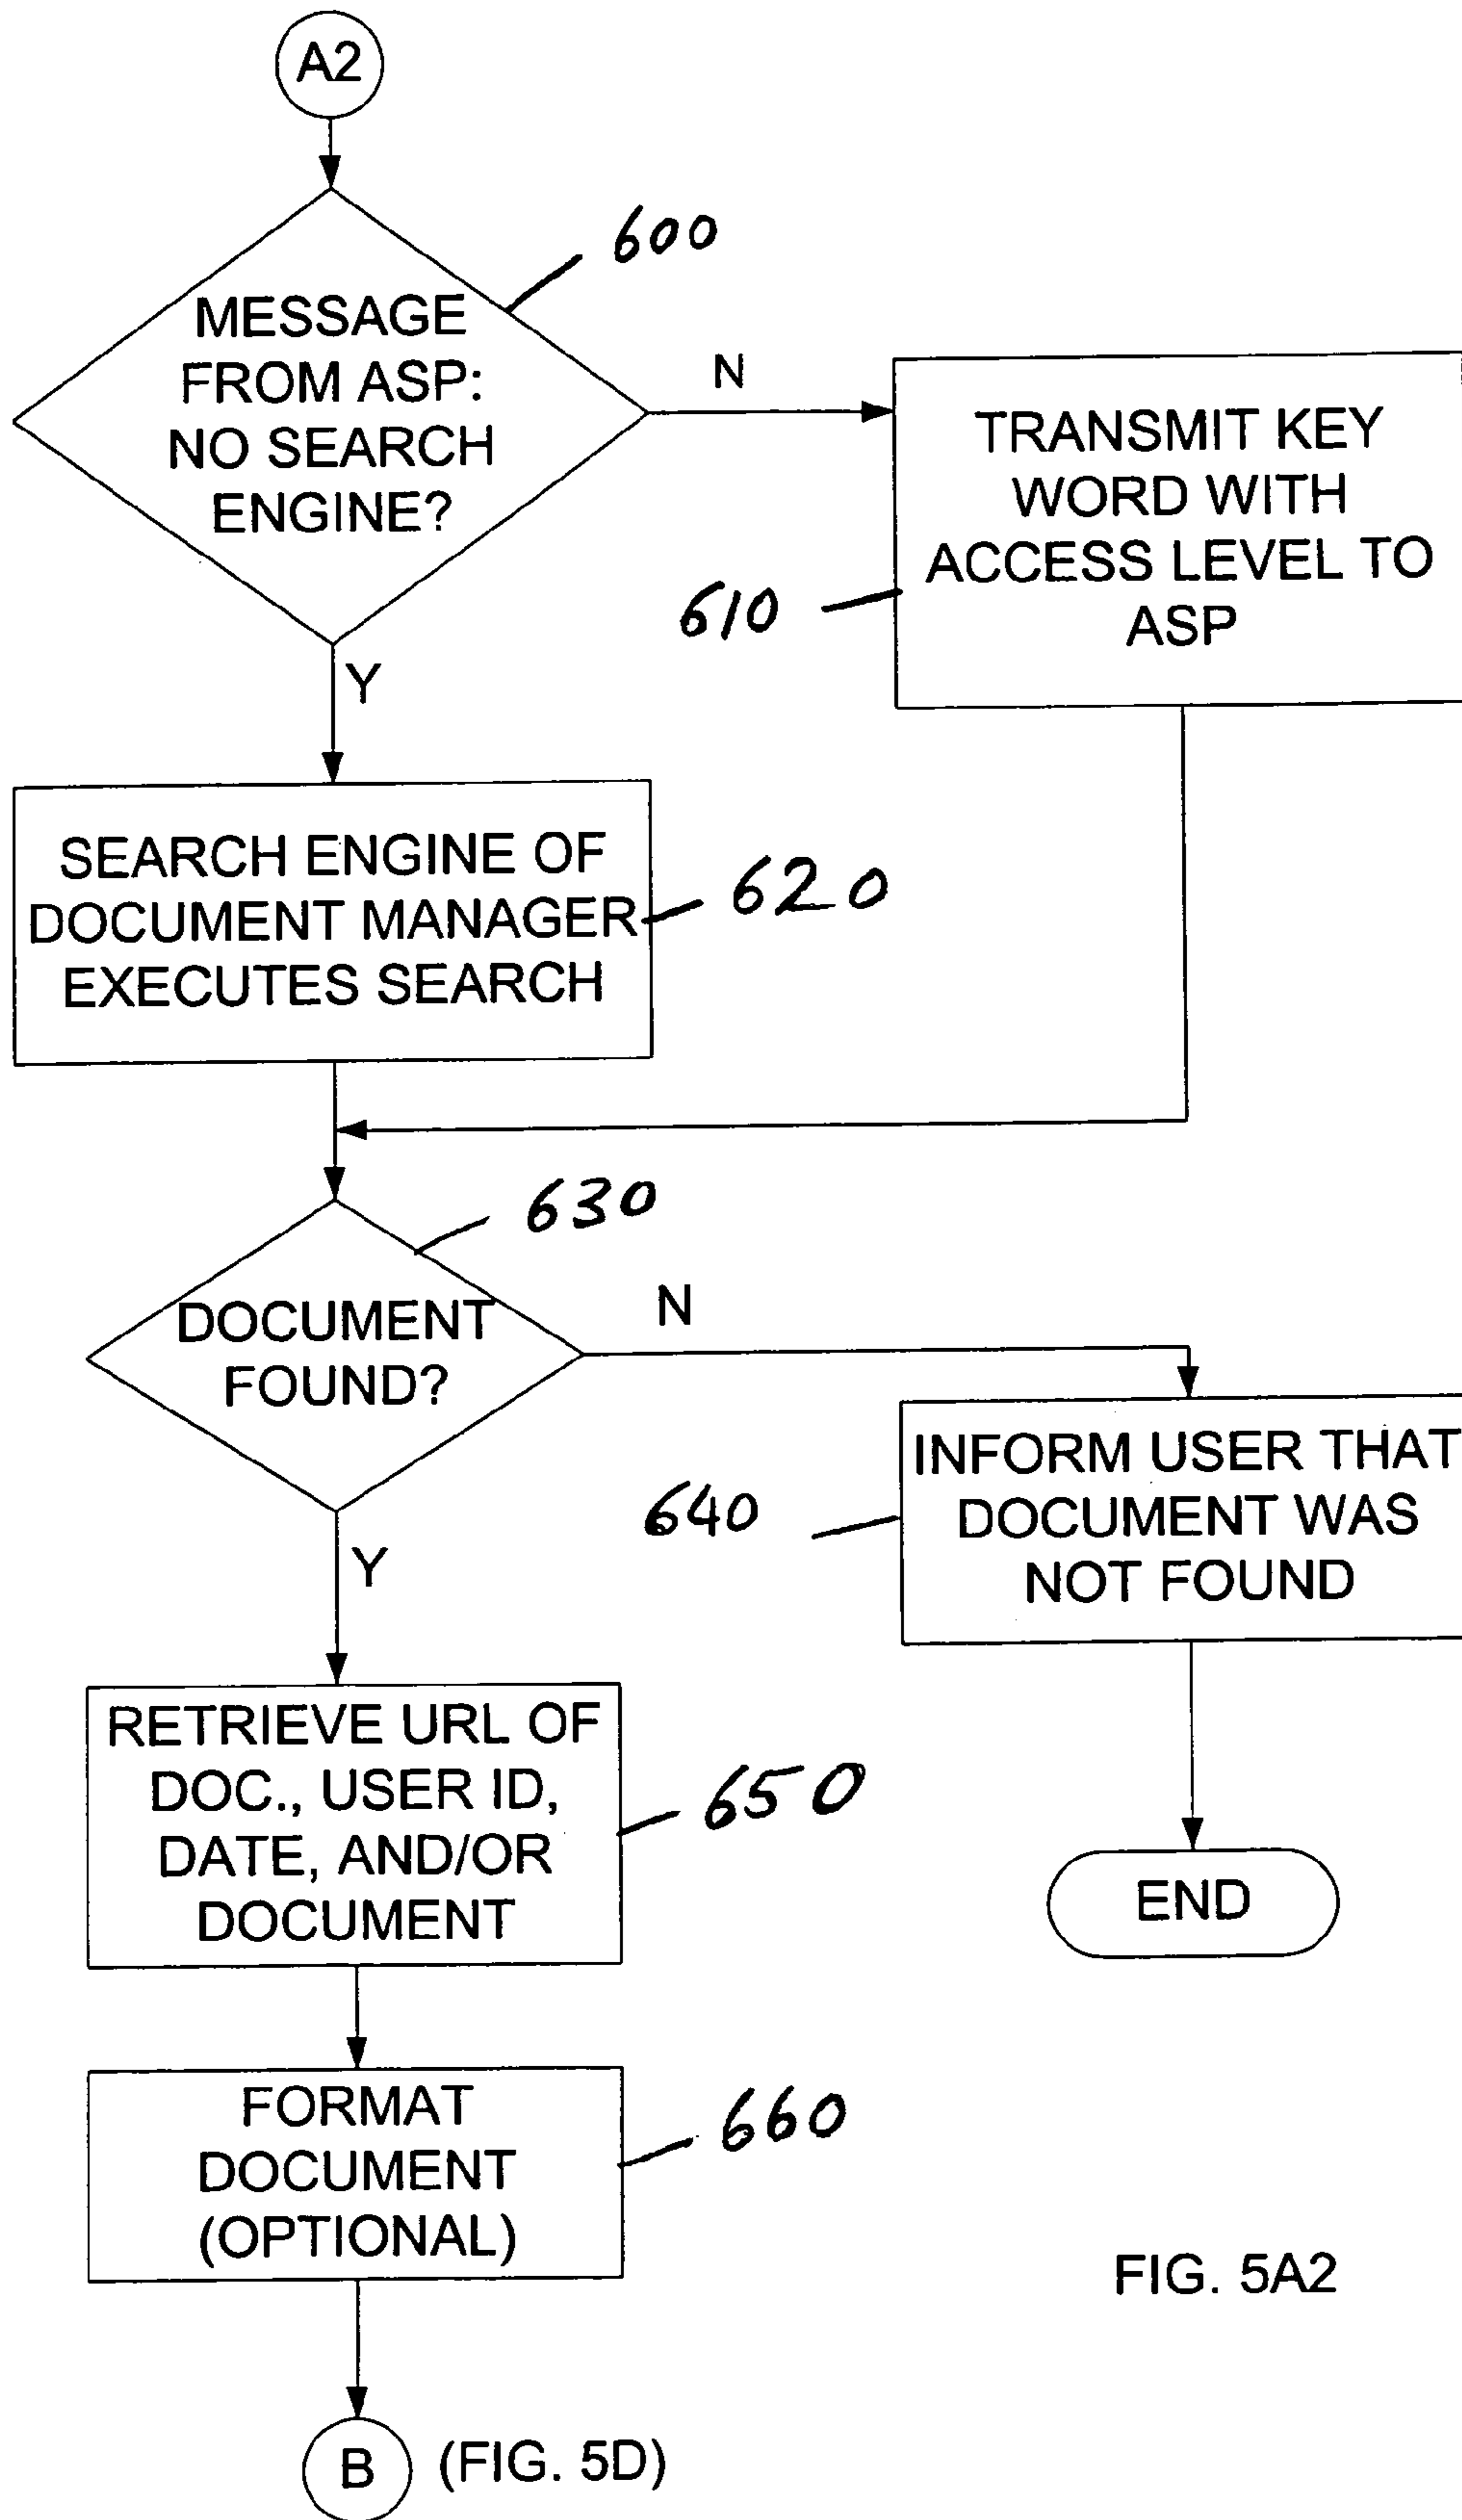 A2
600
MESSAGE
FROM ASP:
NO SEARCH
ENGINE?
N
TRANSMIT KEY
WORD WITH
ACCESS LEVEL TO
ASP
610
Y
SEARCH ENGINE OF
DOCUMENT MANAGER
EXECUTES SEARCH
620
630
DOCUMENT
FOUND?
N
INFORM USER THAT
DOCUMENT WAS
NOT FOUND
640
Y
RETRIEVE URL OF
DOC., USER ID,
DATE, AND/OR
DOCUMENT
650
END
FORMAT
DOCUMENT
(OPTIONAL)
660
FIG. 5A2
B (FIG. 5D)